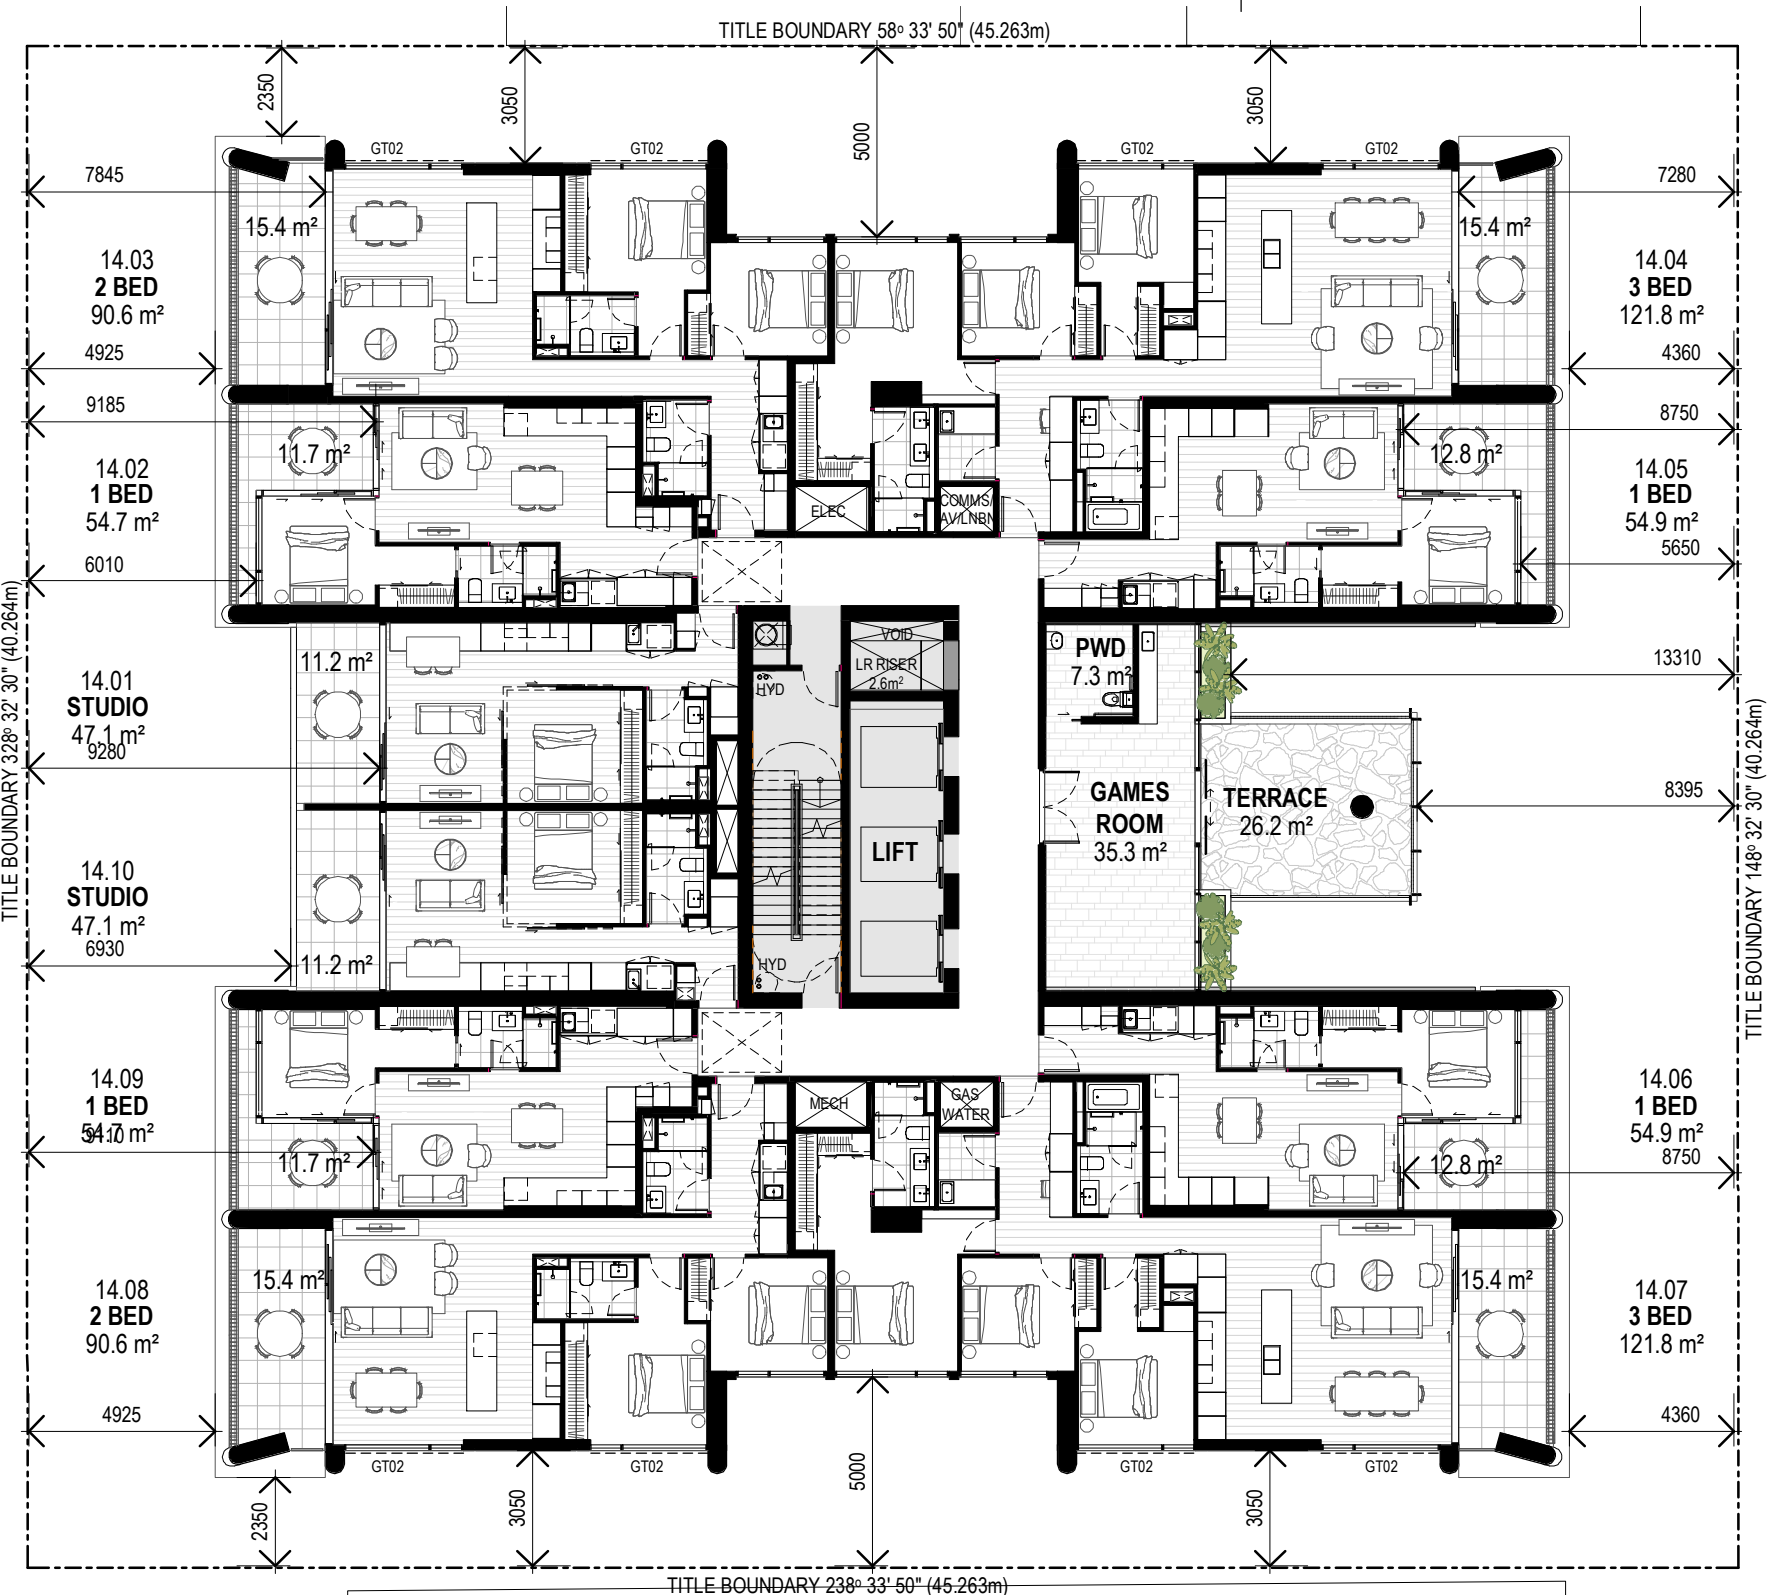 TITLE BOUNDARY 58º 33' 50" (45.263m)
2350
3050
5000
3050
GT02
GT02
GT02
GT02
7845
7280
15.4 m²
15.4 m²
14.03
2 BED
90.6 m²
14.04
3 BED
121.8 m²
4925
4360
9185
8750
11.7 m²
12.8 m²
14.02
1 BED
54.7 m²
14.05
1 BED
54.9 m²
ELEC
COMMS/
AV/LNBN
6010
5650
TITLE BOUNDARY 328º 32' 30" (40.264m)
TITLE BOUNDARY 148º 32' 30" (40.264m)
VOID
LR RISER
2.6m²
HYD
PWD
7.3 m²
11.2 m²
13310
14.01
STUDIO
47.1 m²
9280
GAMES
ROOM
35.3 m²
TERRACE
26.2 m²
8395
LIFT
14.10
STUDIO
47.1 m²
6930
11.2 m²
HYD
MECH
GAS
WATER
14.09
1 BED
54.7 m²
9110
11.7 m²
14.06
1 BED
54.9 m²
8750
12.8 m²
14.08
2 BED
90.6 m²
15.4 m²
15.4 m²
14.07
3 BED
121.8 m²
4925
4360
GT02
GT02
GT02
GT02
2350
3050
5000
3050
TITLE BOUNDARY 238º 33' 50" (45.263m)